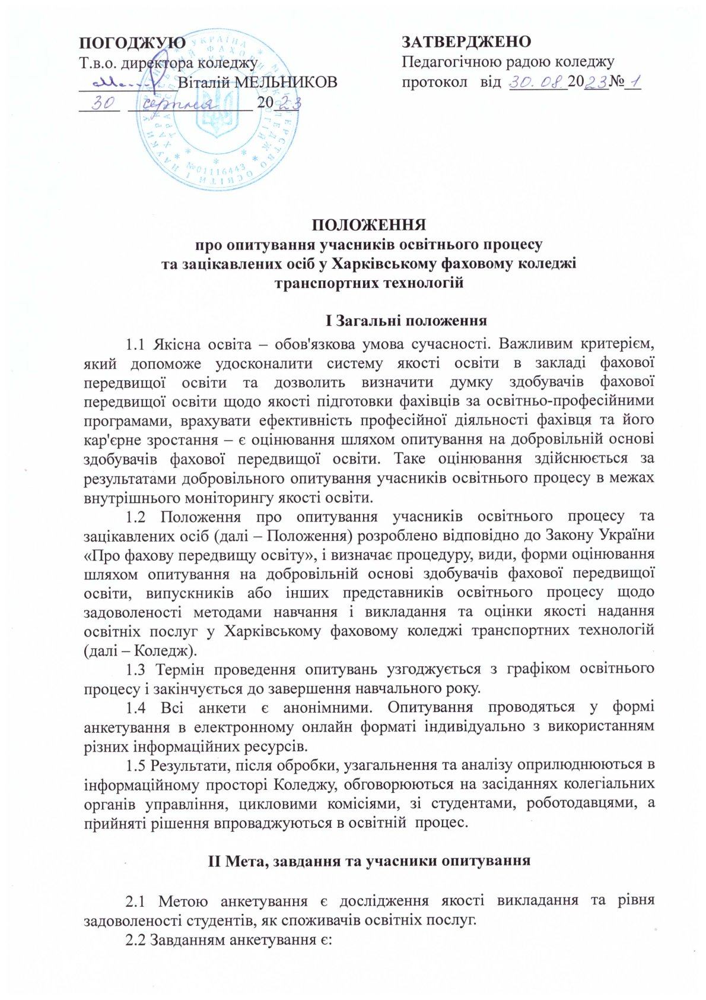 ПОГОДЖУЮ
Т.в.о. директора коледжу
Віталій МЕЛЬНИКОВ
30 серпня 2023
ЗАТВЕРДЖЕНО
Педагогічною радою коледжу
протокол від 30.08 2023 № 1
УКРАЇНА * МІНІСТЕРСТВО ОСВІТИ І НАУКИ УКРАЇНИ *
ХАРКІВСЬКИЙ ФАХОВИЙ КОЛЕДЖ
ТРАНСПОРТНИХ ТЕХНОЛОГІЙ
№01116443
ПОЛОЖЕННЯ
про опитування учасників освітнього процесу
та зацікавлених осіб у Харківському фаховому коледжі
транспортних технологій
І Загальні положення
1.1 Якісна освіта – обов'язкова умова сучасності. Важливим критерієм,
який допоможе удосконалити систему якості освіти в закладі фахової
передвищої освіти та дозволить визначити думку здобувачів фахової
передвищої освіти щодо якості підготовки фахівців за освітньо-професійними
програмами, врахувати ефективність професійної діяльності фахівця та його
кар'єрне зростання – є оцінювання шляхом опитування на добровільній основі
здобувачів фахової передвищої освіти. Таке оцінювання здійснюється за
результатами добровільного опитування учасників освітнього процесу в межах
внутрішнього моніторингу якості освіти.
1.2 Положення про опитування учасників освітнього процесу та
зацікавлених осіб (далі – Положення) розроблено відповідно до Закону України
«Про фахову передвищу освіту», і визначає процедуру, види, форми оцінювання
шляхом опитування на добровільній основі здобувачів фахової передвищої
освіти, випускників або інших представників освітнього процесу щодо
задоволеності методами навчання і викладання та оцінки якості надання
освітніх послуг у Харківському фаховому коледжі транспортних технологій
(далі – Коледж).
1.3 Термін проведення опитувань узгоджується з графіком освітнього
процесу і закінчується до завершення навчального року.
1.4 Всі анкети є анонімними. Опитування проводяться у формі
анкетування в електронному онлайн форматі індивідуально з використанням
різних інформаційних ресурсів.
1.5 Результати, після обробки, узагальнення та аналізу оприлюднюються в
інформаційному просторі Коледжу, обговорюються на засіданнях колегіальних
органів управління, цикловими комісіями, зі студентами, роботодавцями, а
прийняті рішення впроваджуються в освітній процес.
ІІ Мета, завдання та учасники опитування
2.1 Метою анкетування є дослідження якості викладання та рівня
задоволеності студентів, як споживачів освітніх послуг.
2.2 Завданням анкетування є: